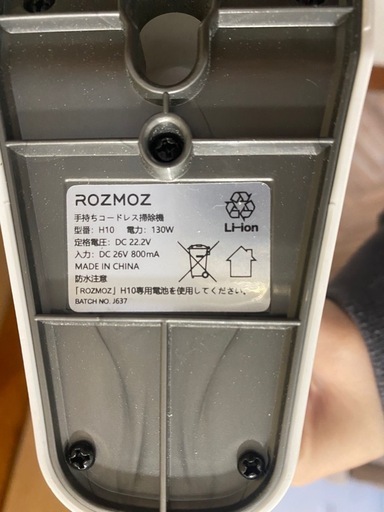 ROZMOZ
手持ちコードレス掃除機
型番: H10 電力: 130W
定格電圧: DC 22.2V
入力: DC 26V 800mA
MADE IN CHINA
防水注意
「ROZMOZ」H10専用電池を使用してください。
BATCH NO. J637
Li-ion